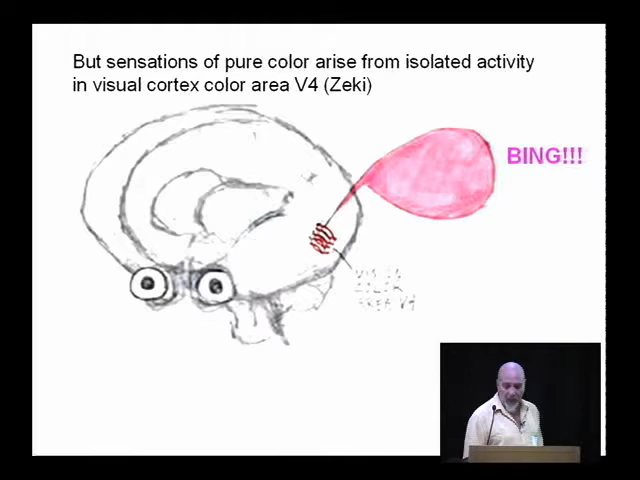 But sensations of pure color arise from isolated activity
in visual cortex color area V4 (Zeki)
BING!!!
COLOR
AREA V4